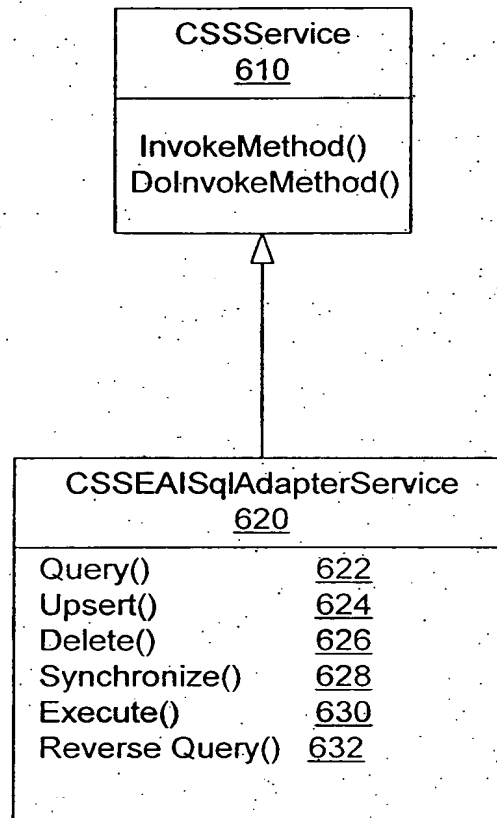 CSSService
610
InvokeMethod()
DoInvokeMethod()
CSSEAISqlAdapterService
620
Query() 622
Upsert() 624
Delete() 626
Synchronize() 628
Execute() 630
Reverse Query() 632